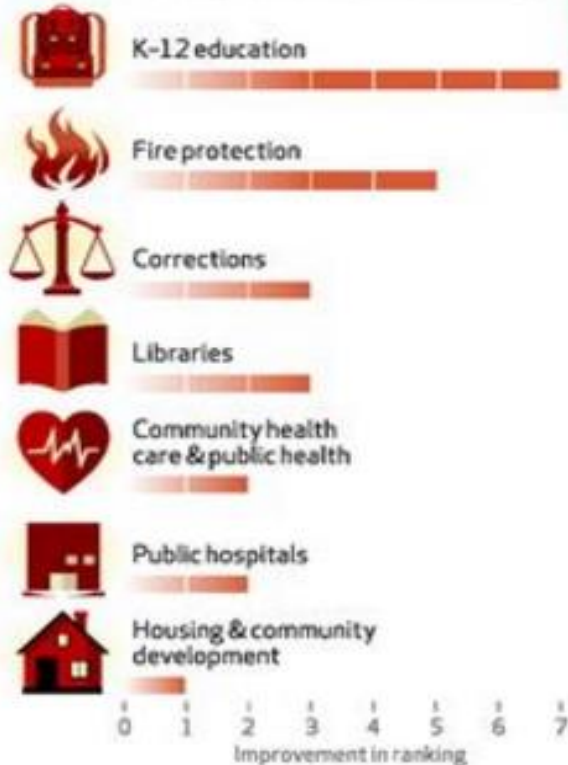 K-12 education
Fire protection
Corrections
Libraries
Community health
care & public health
Public hospitals
Housing & community
development
0 1 2 3 4 5 6 7
Improvement in ranking